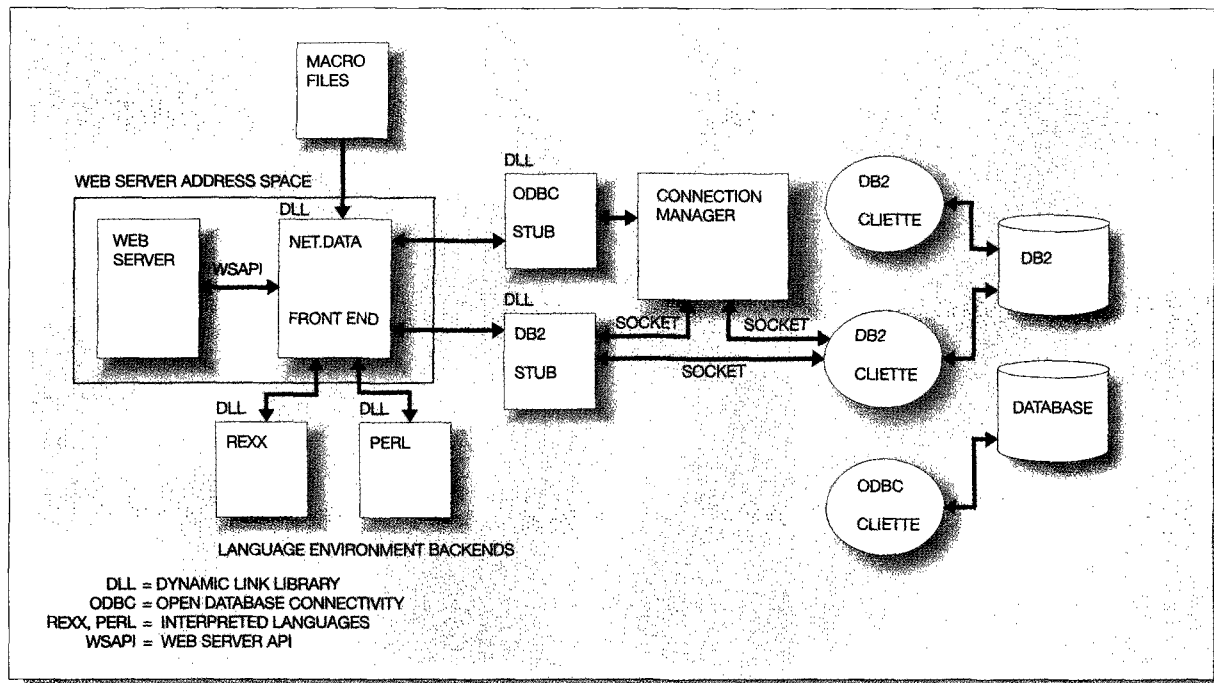 MACRO
FILES
WEB SERVER ADDRESS SPACE
DLL
WEB
SERVER
WSAPI
NET.DATA
FRONT END
DLL
ODBC
STUB
CONNECTION
MANAGER
DLL
DB2
STUB
SOCKET
SOCKET
SOCKET
DB2
CLIETTE
DB2
CLIETTE
ODBC
CLIETTE
DB2
DATABASE
DLL
REXX
DLL
PERL
LANGUAGE ENVIRONMENT BACKENDS
DLL = DYNAMIC LINK LIBRARY
ODBC = OPEN DATABASE CONNECTIVITY
REXX, PERL = INTERPRETED LANGUAGES
WSAPI = WEB SERVER API